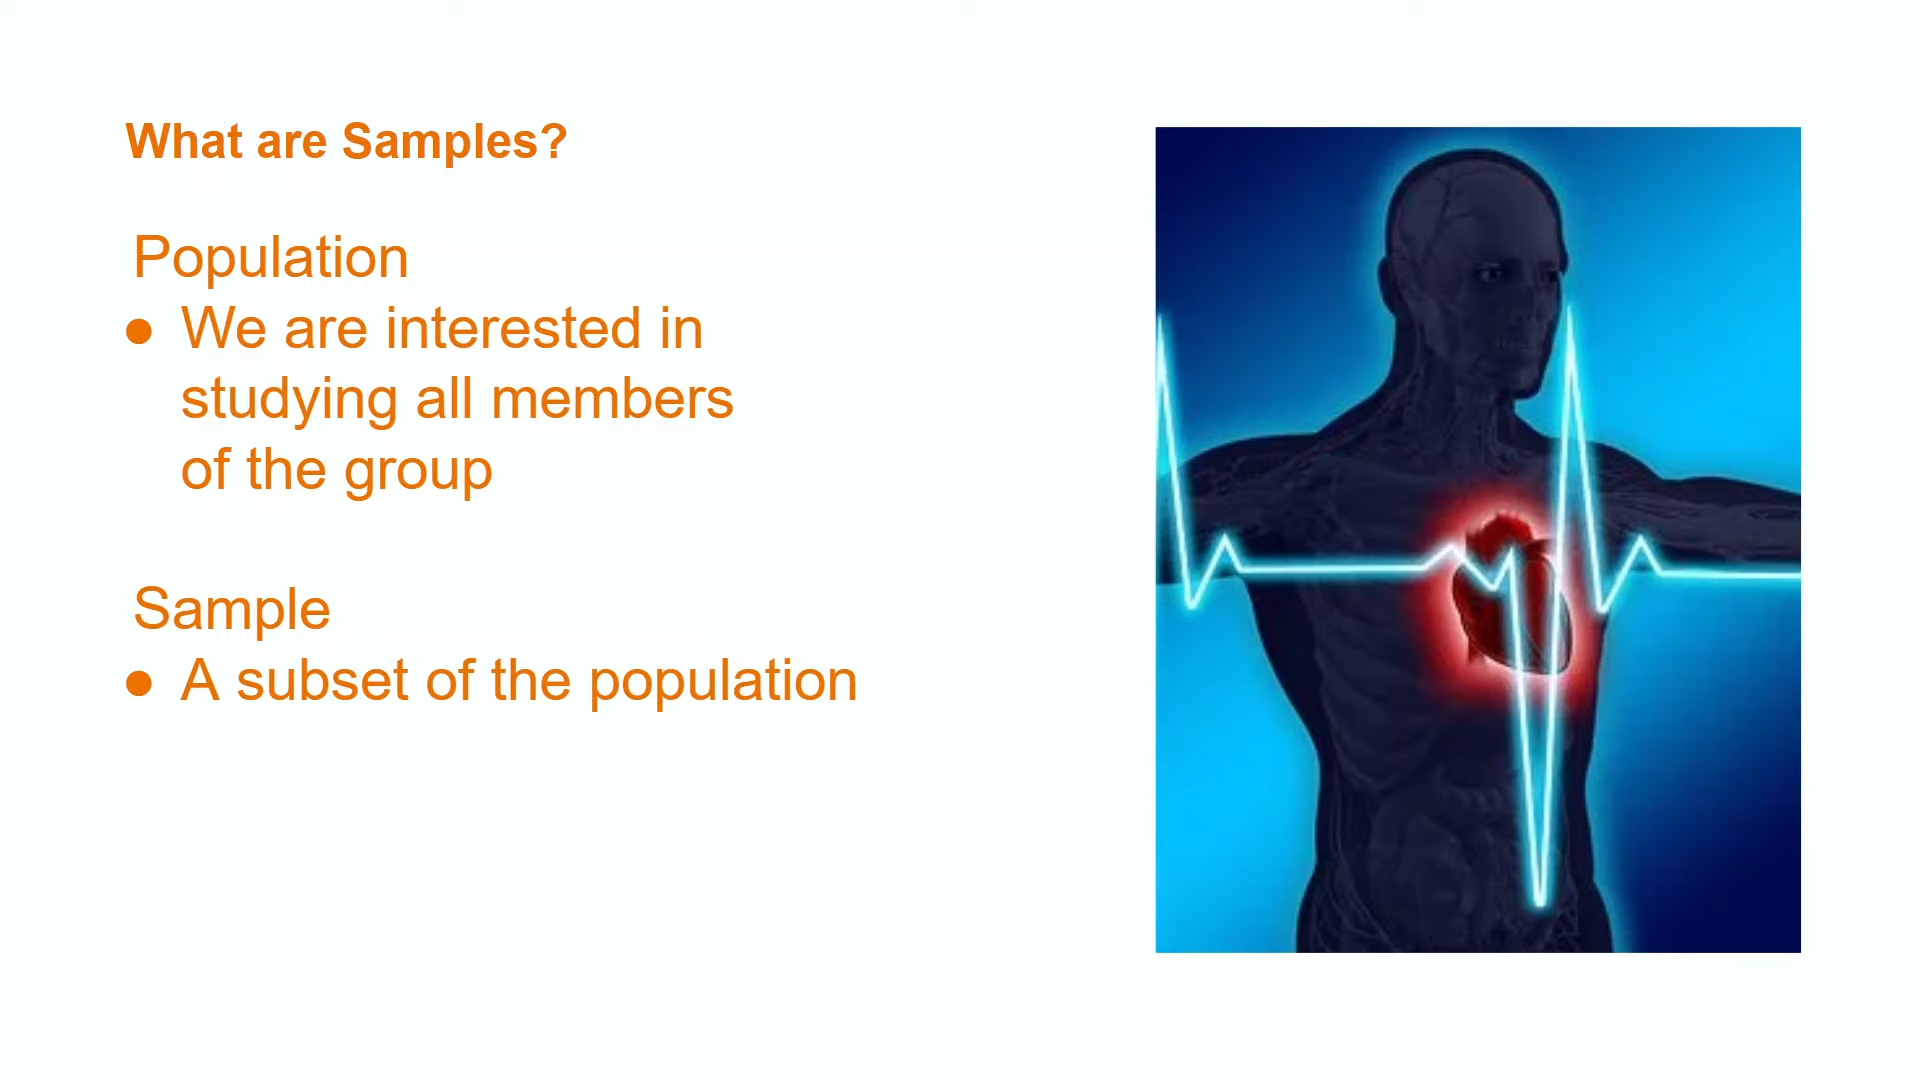 What are Samples?
Population
● We are interested in
studying all members
of the group
Sample
● A subset of the population